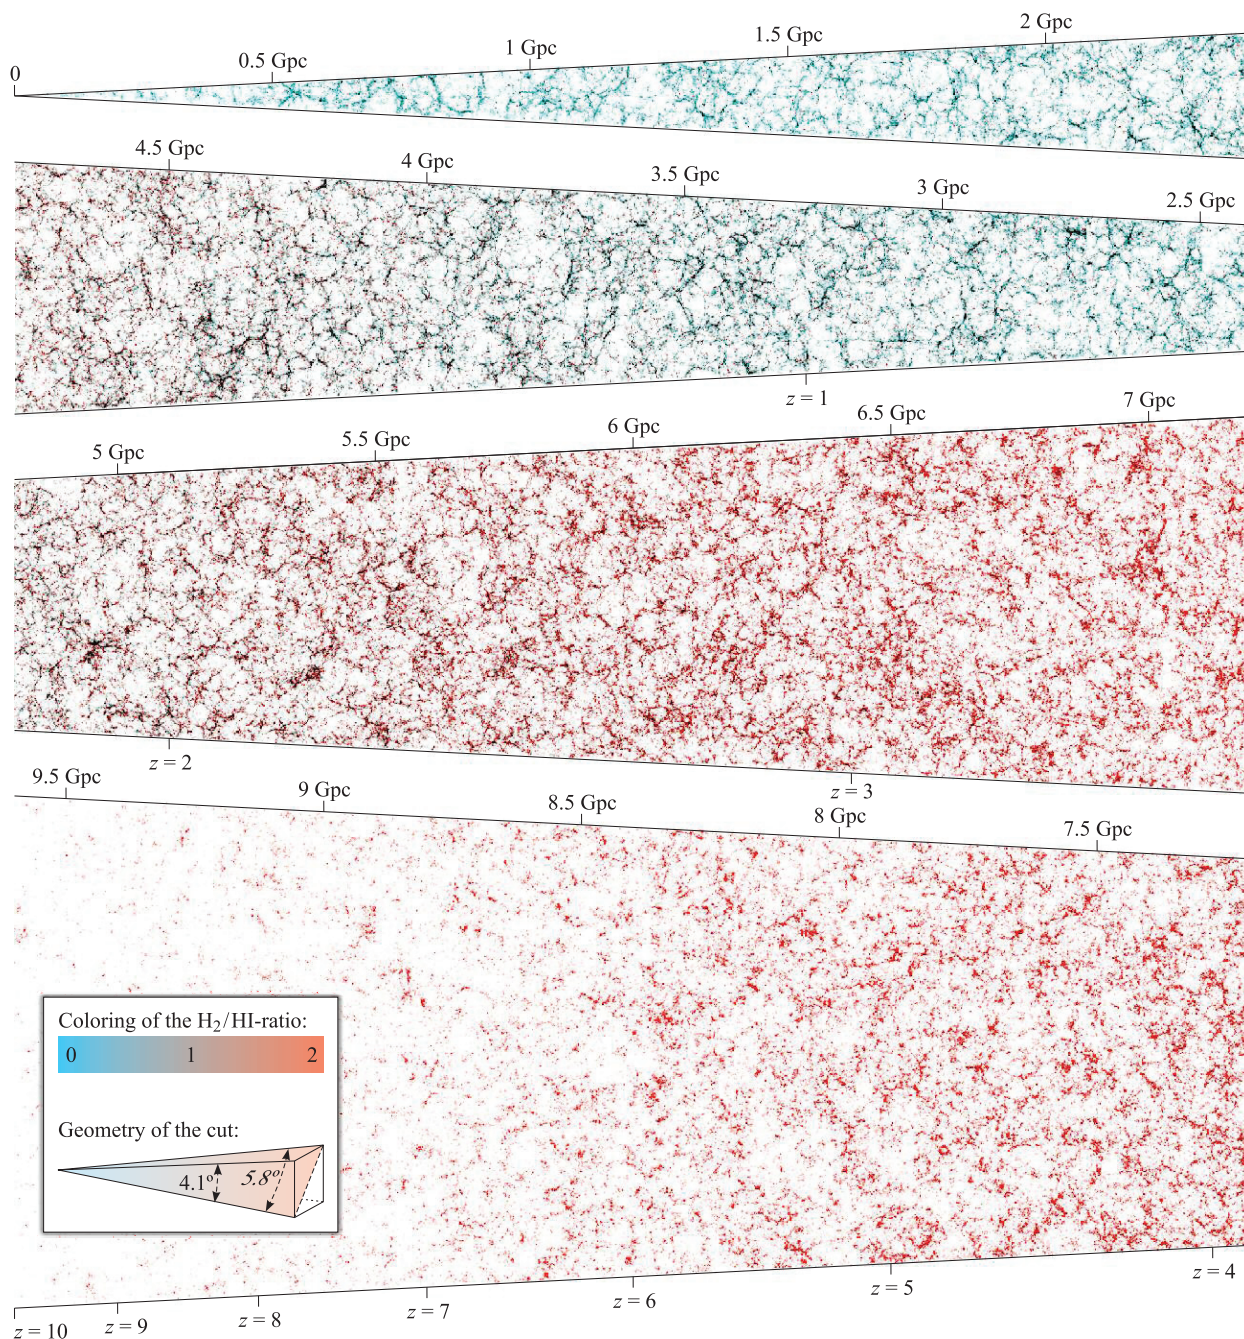 0
0.5 Gpc
1 Gpc
1.5 Gpc
2 Gpc
4.5 Gpc
4 Gpc
3.5 Gpc
3 Gpc
2.5 Gpc
z = 1
5 Gpc
5.5 Gpc
6 Gpc
6.5 Gpc
7 Gpc
z = 2
z = 3
9.5 Gpc
9 Gpc
8.5 Gpc
8 Gpc
7.5 Gpc
Coloring of the H₂/HI-ratio:
0 1 2
Geometry of the cut:
4.1º 5.8º
z = 10
z = 9
z = 8
z = 7
z = 6
z = 5
z = 4